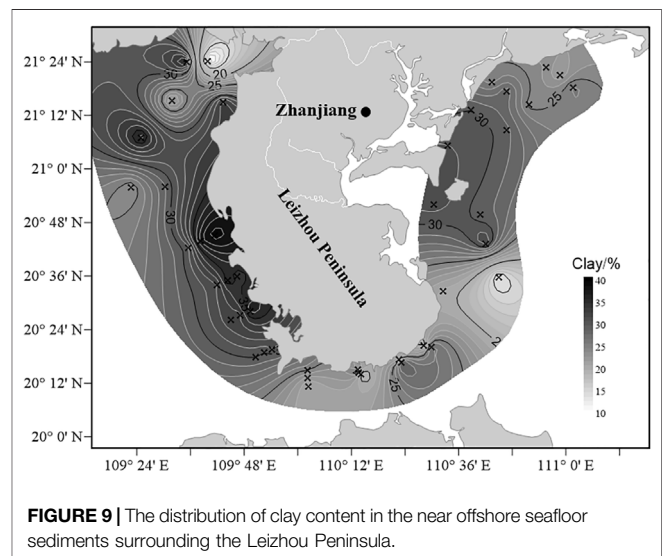 21° 24' N
21° 12' N
21° 0' N
20° 48' N
20° 36' N
20° 24' N
20° 12' N
20° 0' N
109° 24' E 109° 48' E 110° 12' E 110° 36' E 111° 0' E
30
20
25
30
30
30
25
25
2
Zhanjiang
Leizhou Peninsula
Clay/%
40
35
30
25
20
15
10
FIGURE 9 | The distribution of clay content in the near offshore seafloor
sediments surrounding the Leizhou Peninsula.